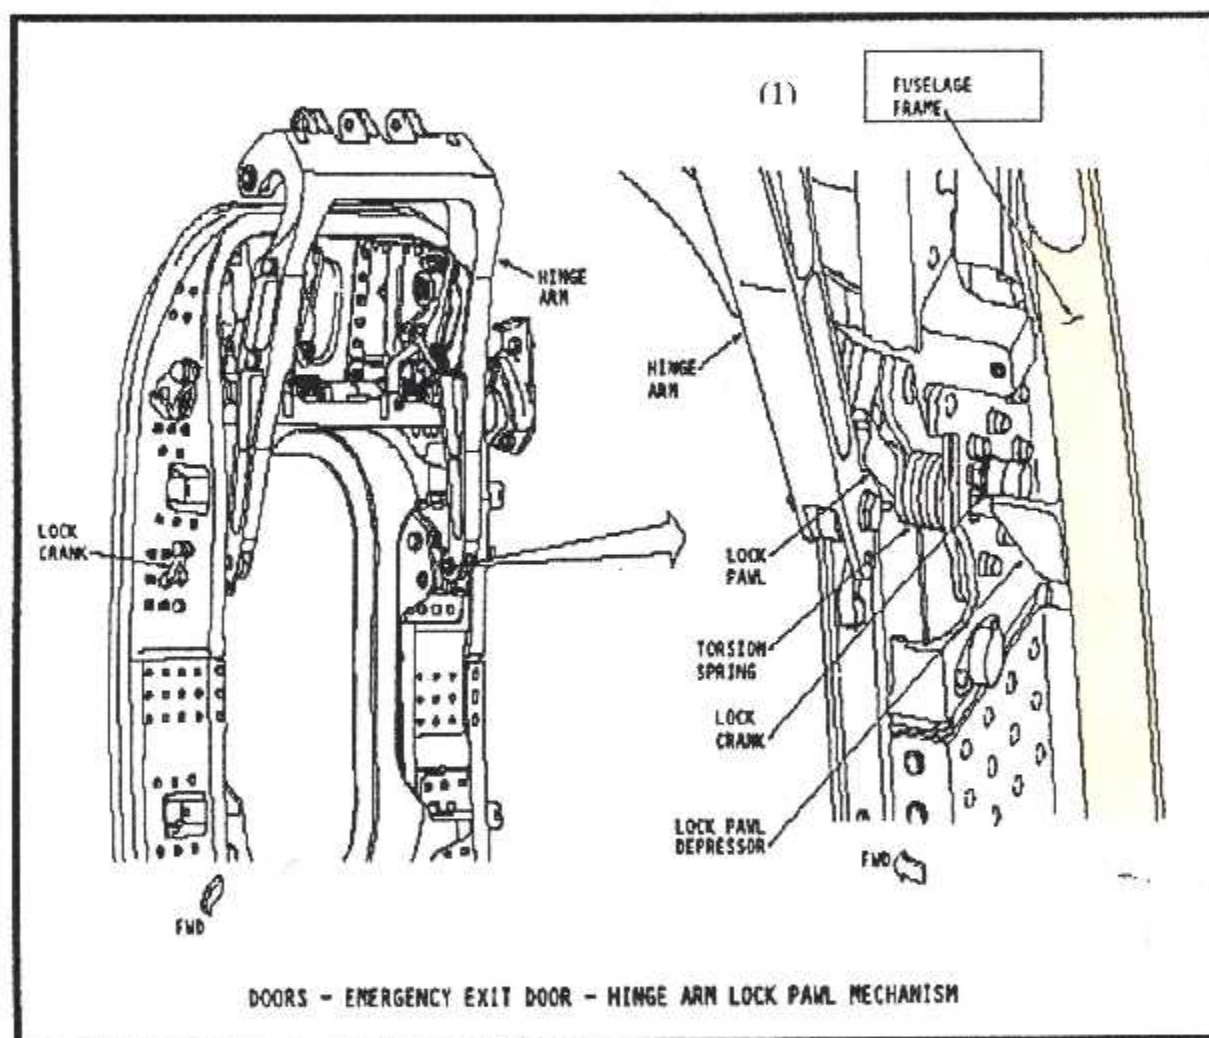 (1)
FUSELAGE
FRAME
HINGE
ARM
HINGE
ARM
LOCK
CRANK
LOCK
PAWL
TORSION
SPRING
LOCK
CRANK
LOCK PAWL
DEPRESSOR
FWD
FWD
DOORS - EMERGENCY EXIT DOOR - HINGE ARM LOCK PAWL MECHANISM